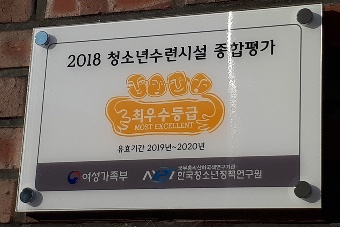 2018 청소년수련시설 종합평가
최우수등급
MOST EXCELLENT
유효기간 2019년~2020년
여성가족부
한국청소년정책연구원